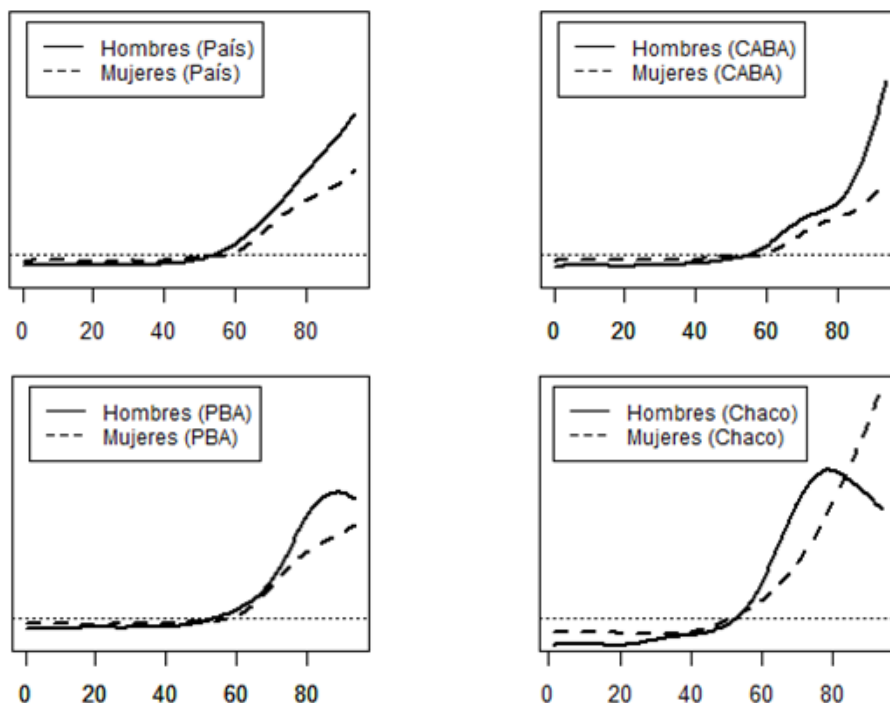 Hombres (País)
Mujeres (País)
0 20 40 60 80
Hombres (CABA)
Mujeres (CABA)
0 20 40 60 80
Hombres (PBA)
Mujeres (PBA)
0 20 40 60 80
Hombres (Chaco)
Mujeres (Chaco)
0 20 40 60 80